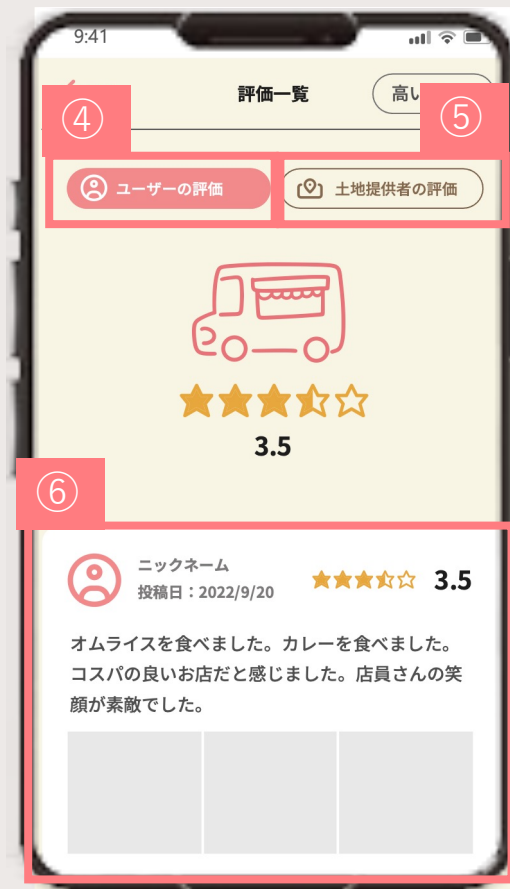 9:41
評価一覧
高い
④
⑤
ユーザーの評価
土地提供者の評価
3.5
⑥
ニックネーム
投稿日：2022/9/20
3.5
オムライスを食べました。カレーを食べました。
コスパの良いお店だと感じました。店員さんの笑
顔が素敵でした。